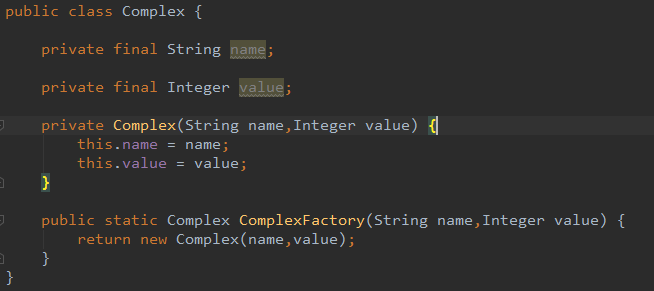 public class Complex {
private final String name;
private final Integer value;
private Complex(String name,Integer value) {
this.name = name;
this.value = value;
}
public static Complex ComplexFactory(String name,Integer value) {
return new Complex(name,value);
}
}